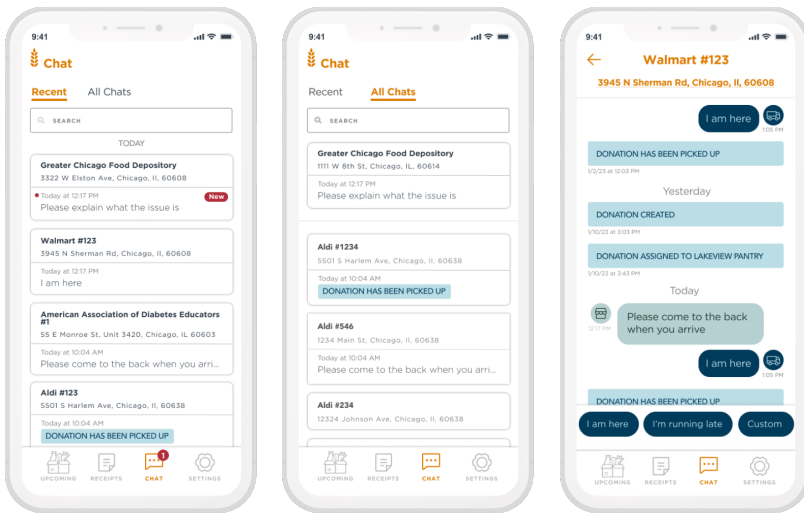 9:41
Chat
Recent All Chats
SEARCH
TODAY
Greater Chicago Food Depository
3322 W Elston Ave, Chicago, Il, 60608
Today at 12:17 PM New
Please explain what the issue is
Walmart #123
3945 N Sherman Rd, Chicago, Il, 60608
Today at 12:17 PM
I am here
American Association of Diabetes Educators
#1
55 E Monroe St, Unit 3420, Chicago, IL 60603
Today at 10:04 AM
Please come to the back when you arri...
Aldi #123
5501 S Harlem Ave, Chicago, Il, 60638
Today at 10:04 AM
DONATION HAS BEEN PICKED UP
1
UPCOMING RECEIPTS CHAT SETTINGS
9:41
Chat
Recent All Chats
SEARCH
Greater Chicago Food Depository
1111 W 8th St, Chicago, IL, 60614
Today at 12:17 PM
Please explain what the issue is
Aldi #1234
5501 S Harlem Ave, Chicago, Il, 60638
Today at 10:04 AM
DONATION HAS BEEN PICKED UP
Aldi #546
1234 Main St, Chicago, Il, 60638
Today at 10:04 AM
Please come to the back when you arri...
Aldi #234
12324 Johnson Ave, Chicago, Il, 60638
UPCOMING RECEIPTS CHAT SETTINGS
9:41
Walmart #123
3945 N Sherman Rd, Chicago, Il, 60608
I am here
1:05 PM
DONATION HAS BEEN PICKED UP
1/2/23 at 12:03 PM
Yesterday
DONATION CREATED
1/10/23 at 3:03 PM
DONATION ASSIGNED TO LAKEVIEW PANTRY
1/10/23 at 3:43 PM
Today
Please come to the back
when you arrive
12:17 PM
I am here
1:05 PM
DONATION HAS BEEN PICKED UP
I am here I'm running late Custom
UPCOMING RECEIPTS CHAT SETTINGS